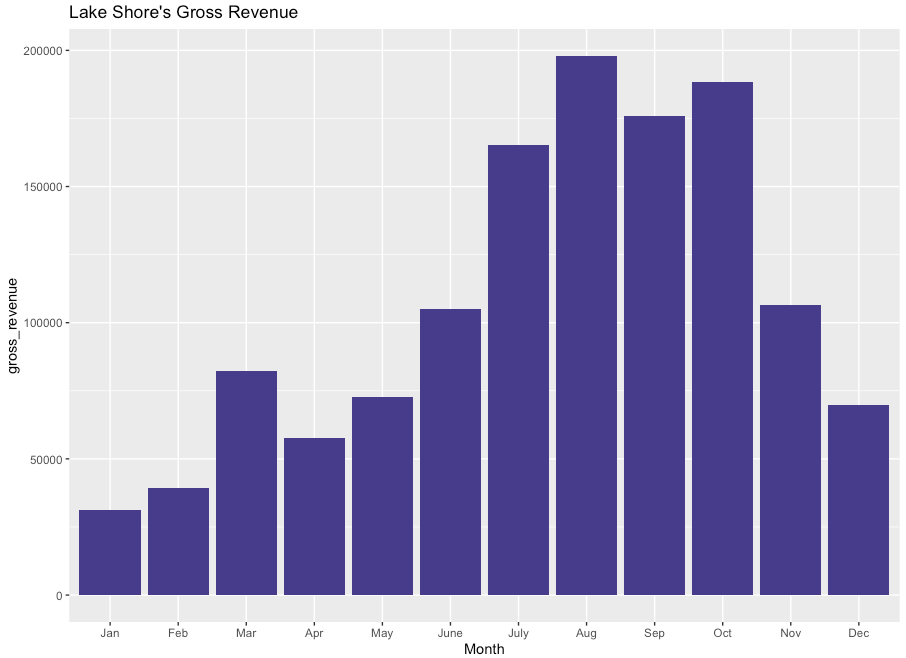 Lake Shore's Gross Revenue
200000
150000
100000
50000
0
gross_revenue
Jan Feb Mar Apr May June July Aug Sep Oct Nov Dec
Month